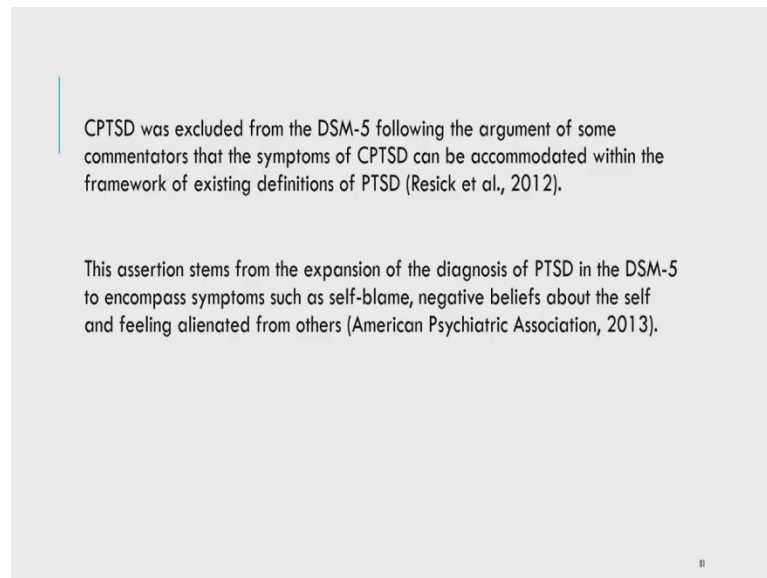 CPTSD was excluded from the DSM-5 following the argument of some
commentators that the symptoms of CPTSD can be accommodated within the
framework of existing definitions of PTSD (Resick et al., 2012).
This assertion stems from the expansion of the diagnosis of PTSD in the DSM-5
to encompass symptoms such as self-blame, negative beliefs about the self
and feeling alienated from others (American Psychiatric Association, 2013).